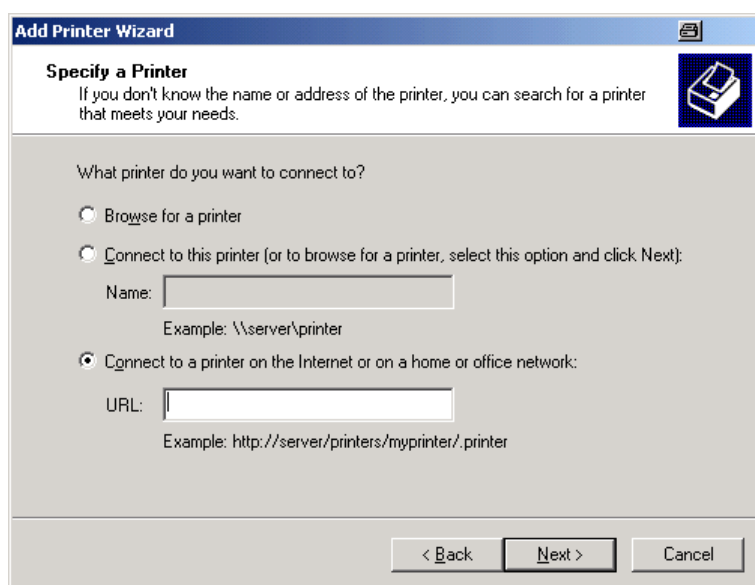 Add Printer Wizard
Specify a Printer
If you don't know the name or address of the printer, you can search for a printer
that meets your needs.
What printer do you want to connect to?
Browse for a printer
Connect to this printer (or to browse for a printer, select this option and click Next):
Name:
Example: \\server\printer
Connect to a printer on the Internet or on a home or office network:
URL:
Example: http://server/printers/myprinter/.printer
< Back Next > Cancel